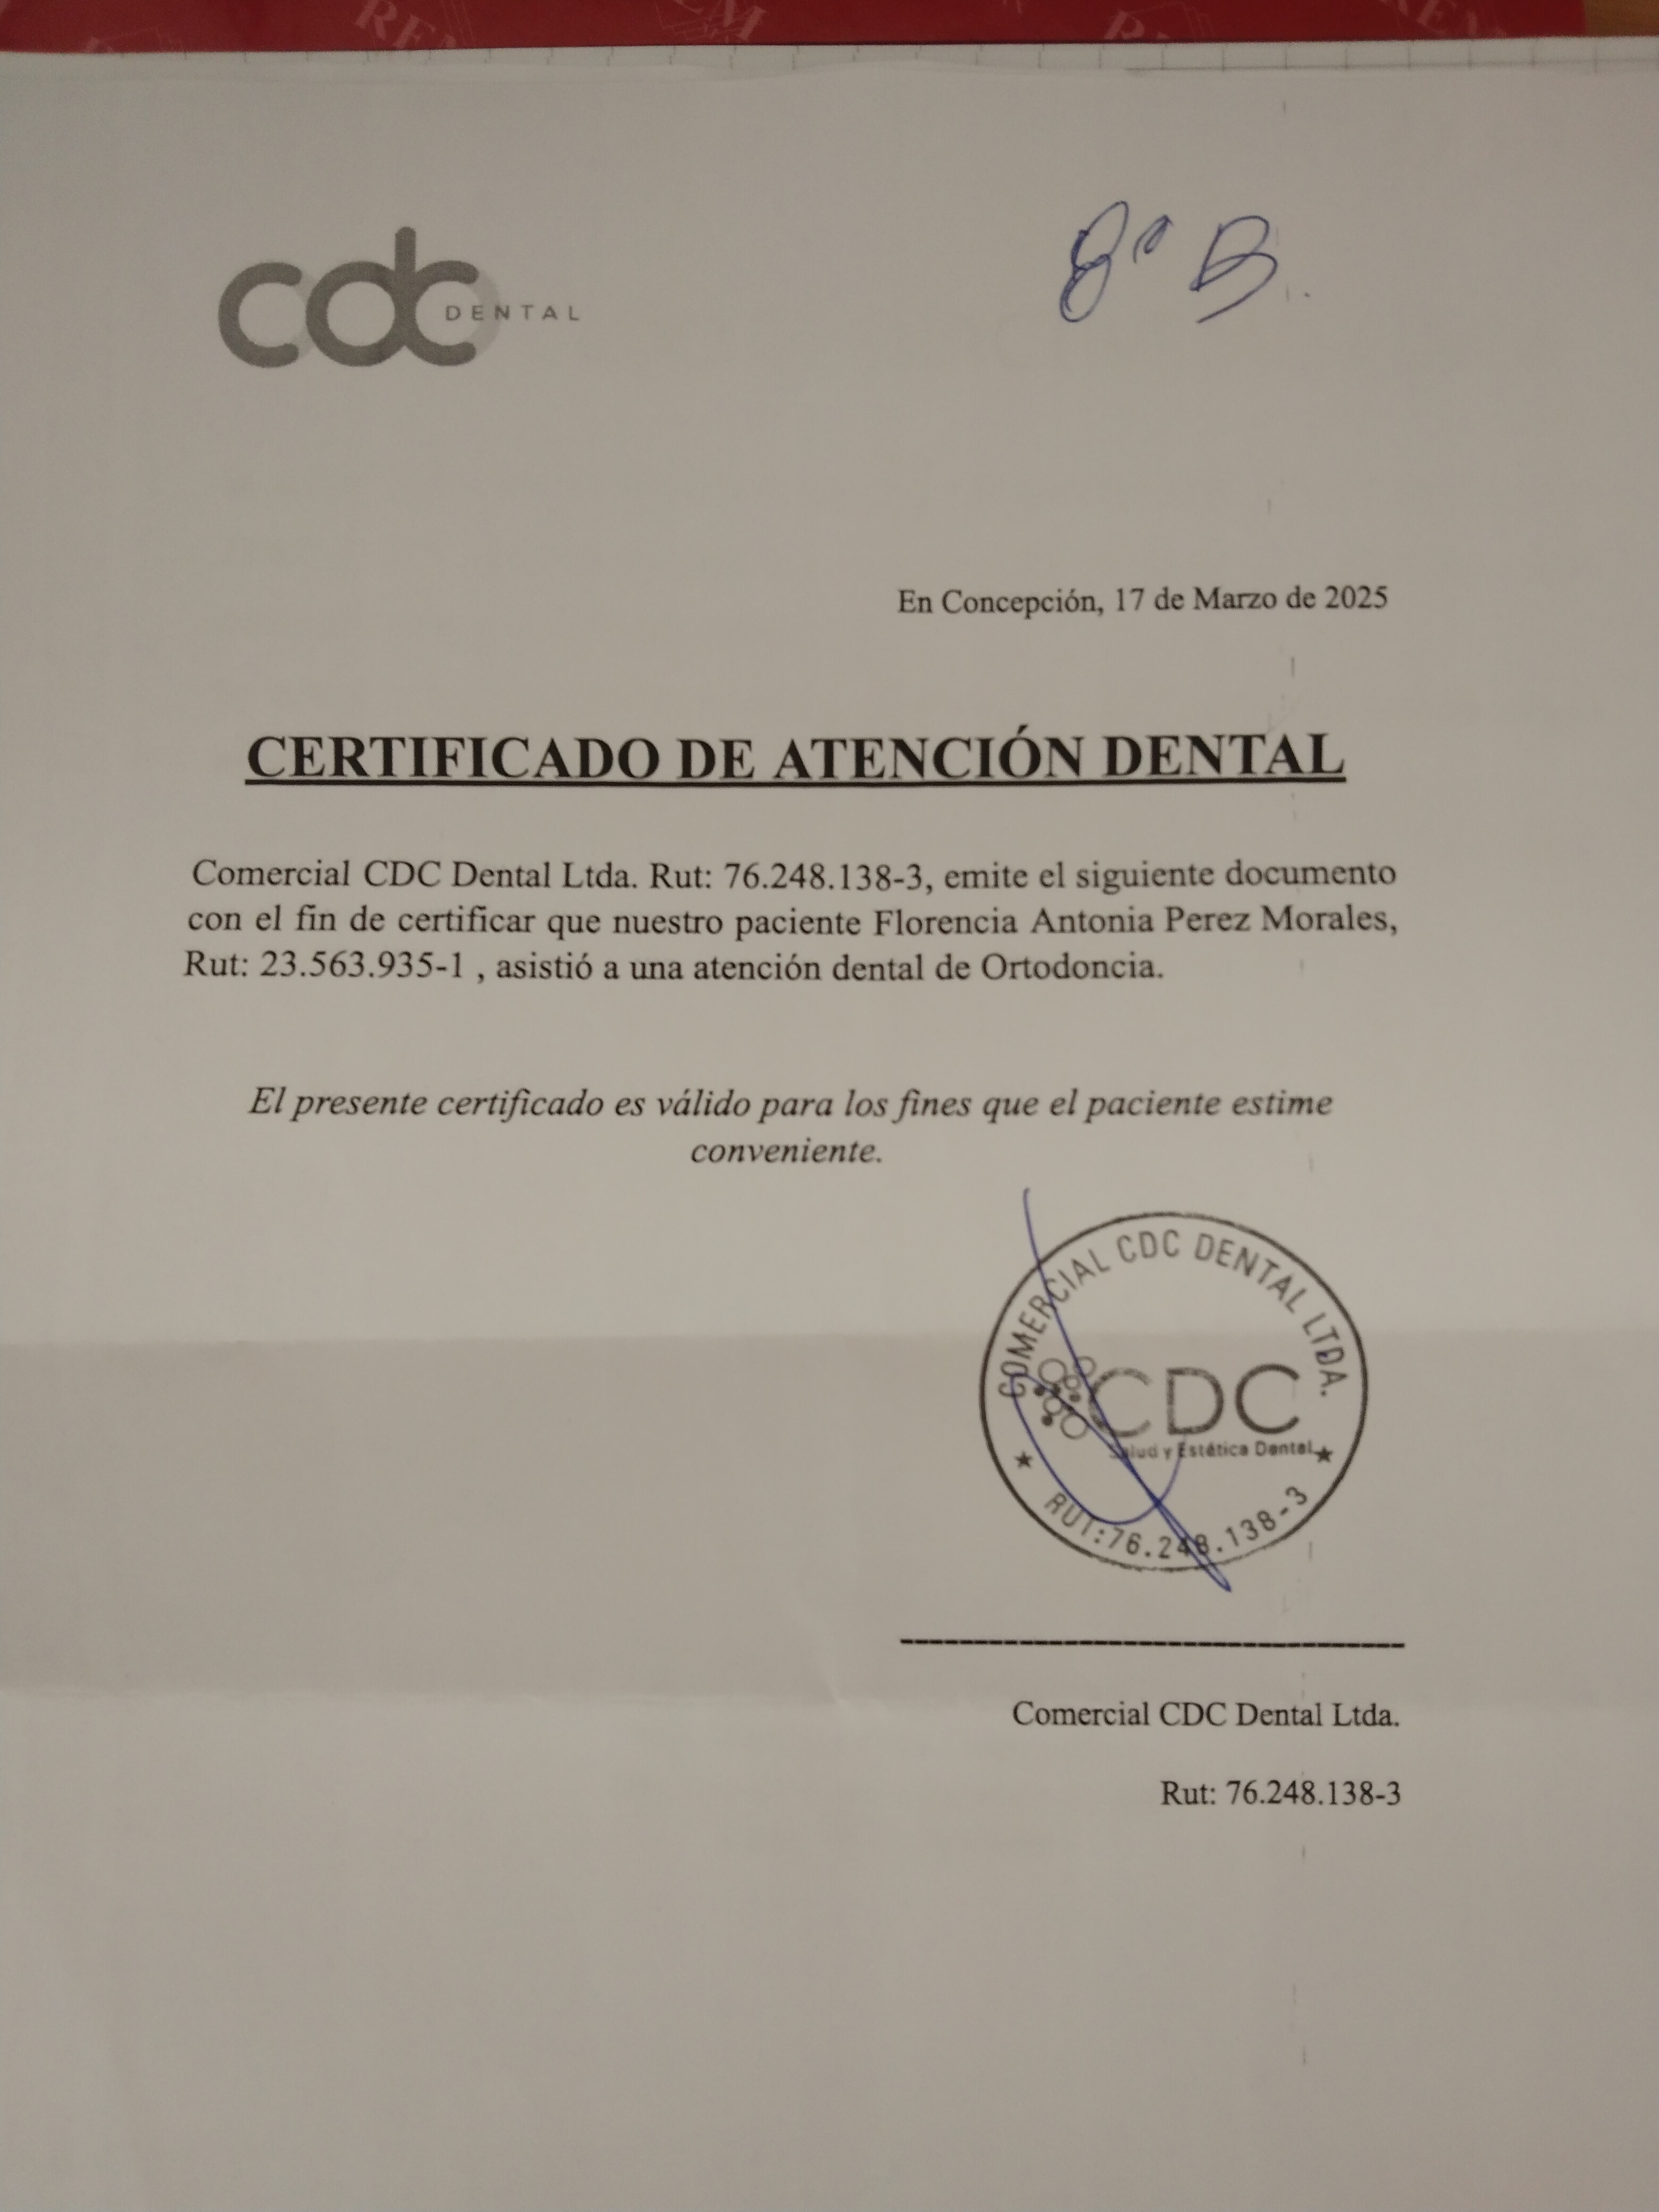 cdc DENTAL
8º B
En Concepción, 17 de Marzo de 2025
CERTIFICADO DE ATENCIÓN DENTAL
Comercial CDC Dental Ltda. Rut: 76.248.138-3, emite el siguiente documento
con el fin de certificar que nuestro paciente Florencia Antonia Perez Morales,
Rut: 23.563.935-1 , asistió a una atención dental de Ortodoncia.
El presente certificado es válido para los fines que el paciente estime
conveniente.
COMERCIAL CDC DENTAL LTDA.
CDC
Salud y Estética Dental
RUT:76.248.138-3
Comercial CDC Dental Ltda.
Rut: 76.248.138-3